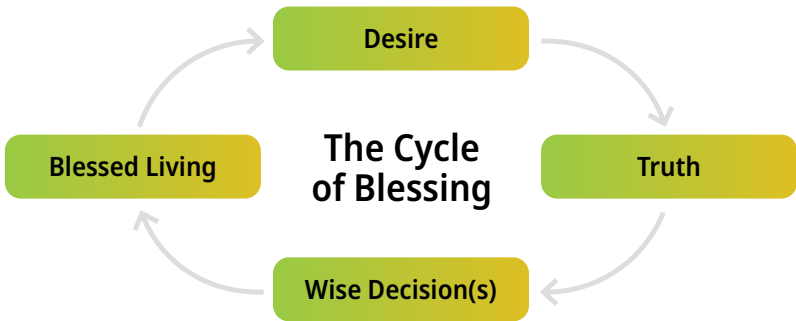 Desire
Blessed Living
The Cycle
of Blessing
Truth
Wise Decision(s)